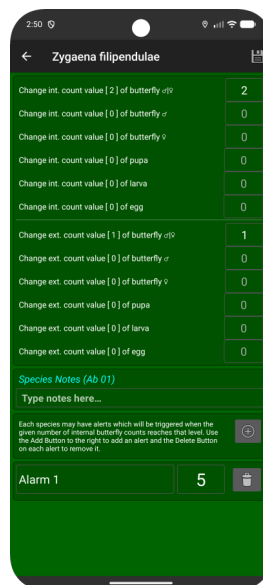 2:50
Zygaena filipendulae
Change int. count value [ 2 ] of butterfly ♂|♀ 2
Change int. count value [ 0 ] of butterfly ♂ 0
Change int. count value [ 0 ] of butterfly ♀ 0
Change int. count value [ 0 ] of pupa 0
Change int. count value [ 0 ] of larva 0
Change int. count value [ 0 ] of egg 0
Change ext. count value [ 1 ] of butterfly ♂|♀ 1
Change ext. count value [ 0 ] of butterfly ♂ 0
Change ext. count value [ 0 ] of butterfly ♀ 0
Change ext. count value [ 0 ] of pupa 0
Change ext. count value [ 0 ] of larva 0
Change ext. count value [ 0 ] of egg 0
Species Notes (Ab 01)
Type notes here...
Each species may have alerts which will be triggered when the
given number of internal butterfly counts reaches that level. Use
the Add Button to the right to add an alert and the Delete Button
on each alert to remove it.
Alarm 1 5